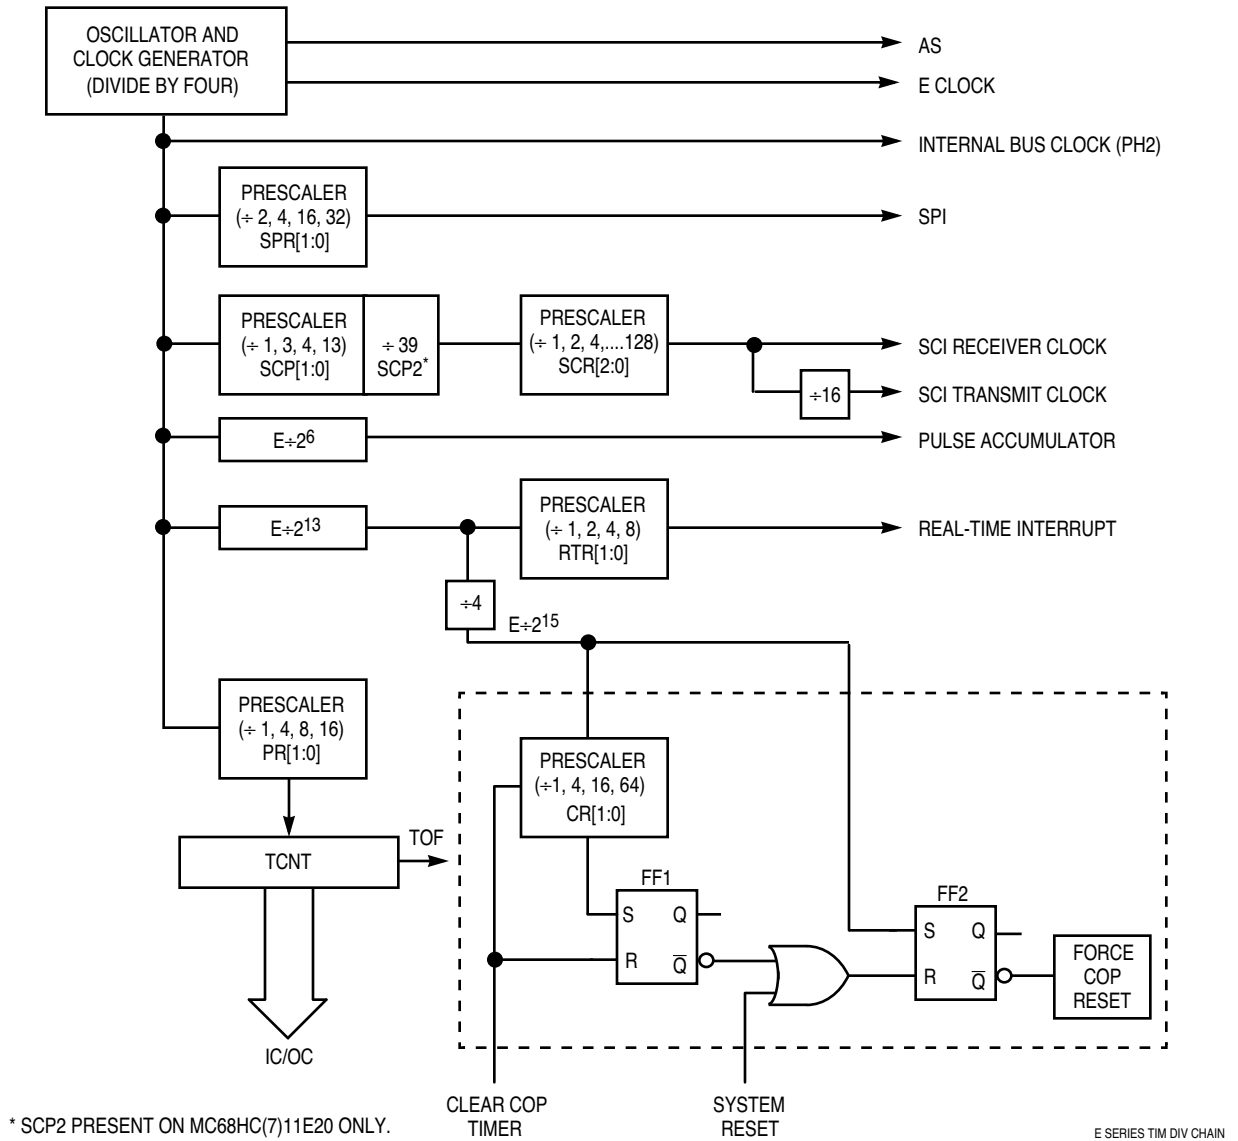 OSCILLATOR AND
CLOCK GENERATOR
(DIVIDE BY FOUR)
AS
E CLOCK
INTERNAL BUS CLOCK (PH2)
PRESCALER
(÷ 2, 4, 16, 32)
SPR[1:0]
SPI
PRESCALER
(÷ 1, 3, 4, 13)
SCP[1:0]
÷ 39
SCP2*
PRESCALER
(÷ 1, 2, 4,....128)
SCR[2:0]
SCI RECEIVER CLOCK
÷16
SCI TRANSMIT CLOCK
E÷2⁶
PULSE ACCUMULATOR
E÷2¹³
PRESCALER
(÷ 1, 2, 4, 8)
RTR[1:0]
REAL-TIME INTERRUPT
÷4
E÷2¹⁵
PRESCALER
(÷ 1, 4, 8, 16)
PR[1:0]
TCNT
TOF
IC/OC
PRESCALER
(÷1, 4, 16, 64)
CR[1:0]
FF1
S Q
R Q̅
FF2
S Q
R Q̅
FORCE
COP
RESET
CLEAR COP
TIMER
SYSTEM
RESET
* SCP2 PRESENT ON MC68HC(7)11E20 ONLY.
E SERIES TIM DIV CHAIN